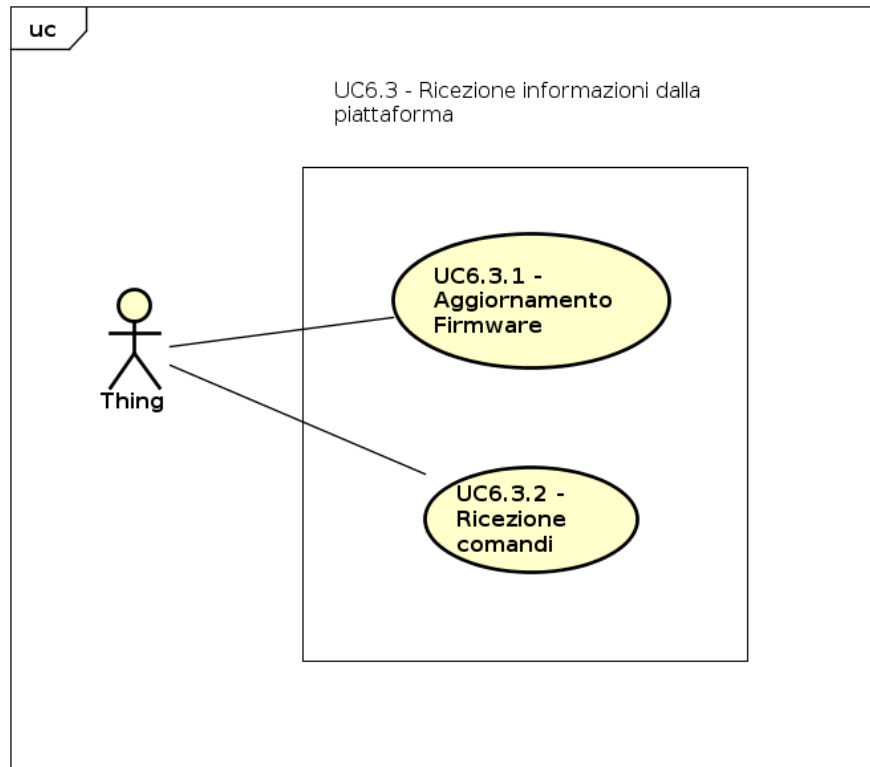 uc
UC6.3 - Ricezione informazioni dalla
piattaforma
UC6.3.1 -
Aggiornamento
Firmware
Thing
UC6.3.2 -
Ricezione
comandi